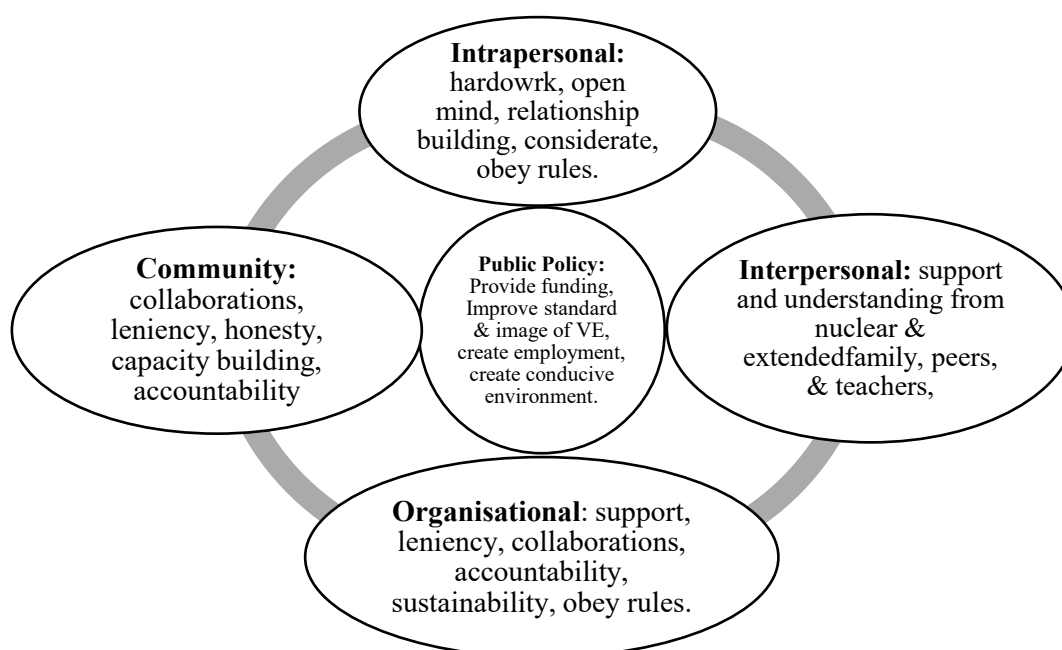 Intrapersonal:
hardowrk, open
mind, relationship
building, considerate,
obey rules.
Community:
collaborations,
leniency, honesty,
capacity building,
accountability
Public Policy:
Provide funding,
Improve standard
& image of VE,
create employment,
create conducive
environment.
Interpersonal: support
and understanding from
nuclear &
extendedfamily, peers,
& teachers,
Organisational: support,
leniency, collaborations,
accountability,
sustainability, obey rules.